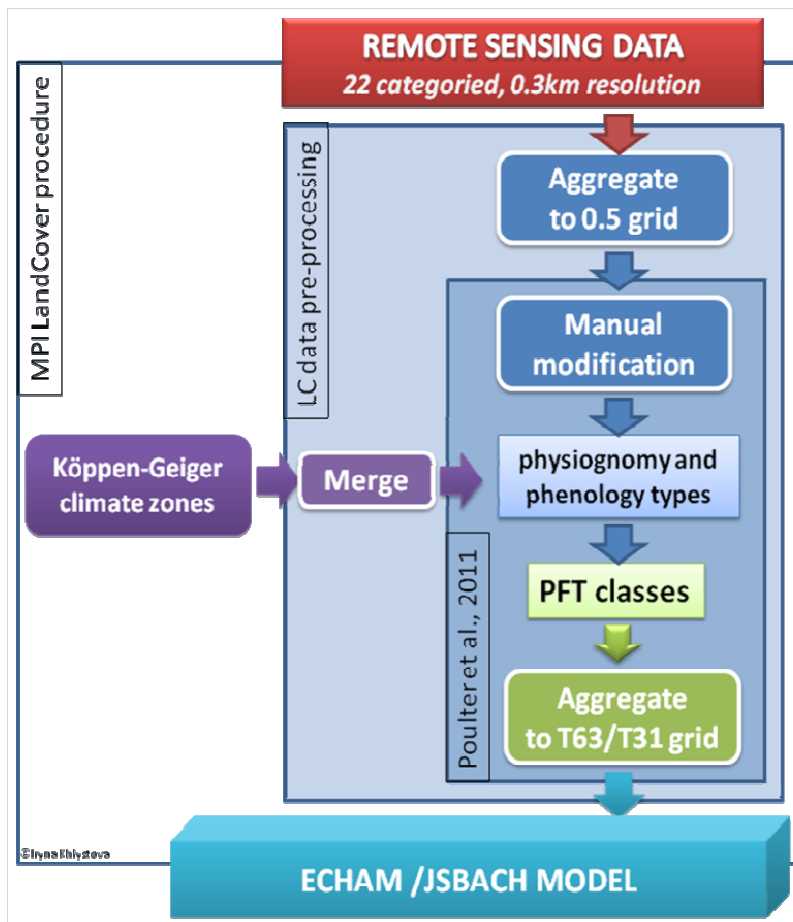 REMOTE SENSING DATA
22 categoried, 0.3km resolution
MPI LandCover procedure
LC data pre-processing
Aggregate
to 0.5 grid
Manual
modification
Köppen-Geiger
climate zones
Merge
physiognomy and
phenology types
PFT classes
Poulter et al., 2011
Aggregate
to T63/T31 grid
©Iryna Khlystova
ECHAM /JSBACH MODEL